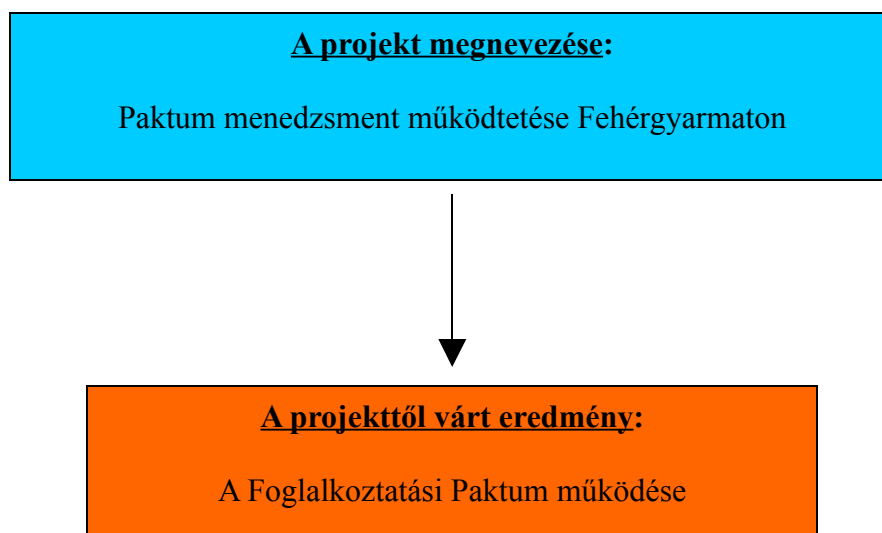 A projekt megnevezése:
Paktum menedzsment működtetése Fehérgyarmaton
A projekttől várt eredmény:
A Foglalkoztatási Paktum működése